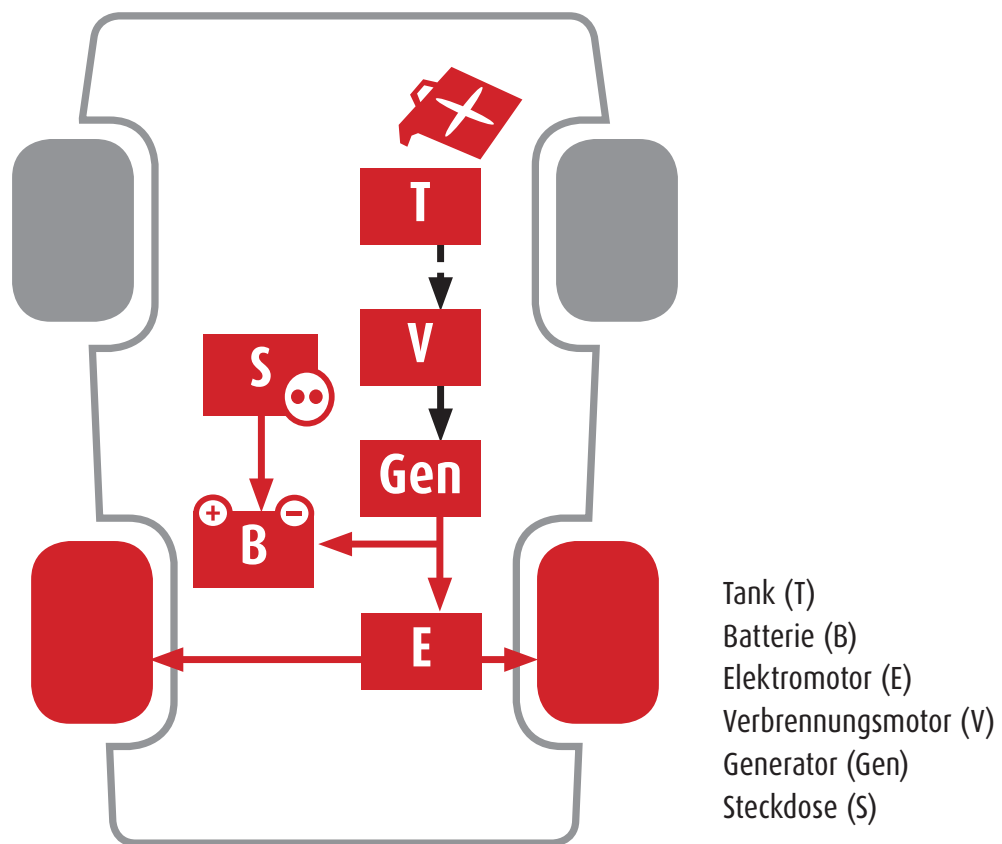 T
V
S
Gen
+ −
B
E
Tank (T)
Batterie (B)
Elektromotor (E)
Verbrennungsmotor (V)
Generator (Gen)
Steckdose (S)